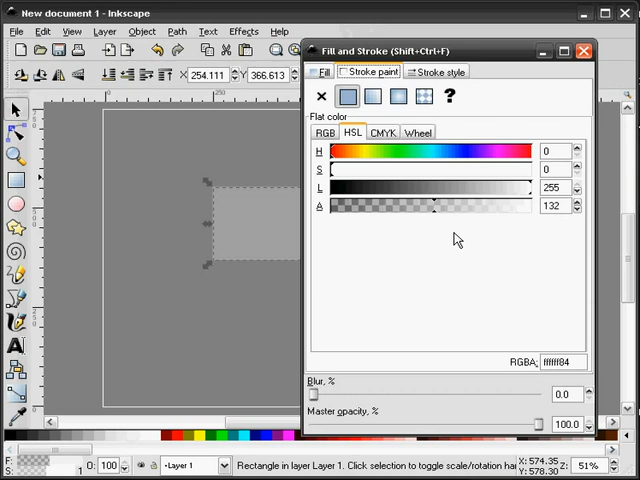 New document 1 - Inkscape
File Edit View Layer Object Path Text Effects
X 254.111 Y 366.613
0 250
Fill and Stroke (Shift+Ctrl+F)
Fill Stroke paint Stroke style
?
Flat color
RGB HSL CMYK Wheel
H 0
S 0
L 255
A 132
RGBA: ffffff84
Blur, %
0.0
Master opacity, %
100.0
A
F:
S: 1
O: 100
Layer 1
Rectangle in layer Layer 1. Click selection to toggle scale/rotation ha
X: 574.35
Y: 578.30
Z: 51%